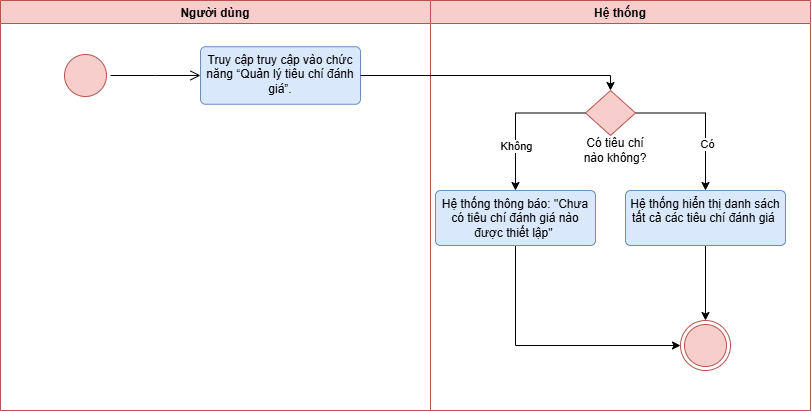 Người dùng
Hệ thống
Truy cập truy cập vào chức
năng “Quản lý tiêu chí đánh
giá”.
Có tiêu chí
nào không?
Không
Có
Hệ thống thông báo: "Chưa
có tiêu chí đánh giá nào
được thiết lập"
Hệ thống hiển thị danh sách
tất cả các tiêu chí đánh giá